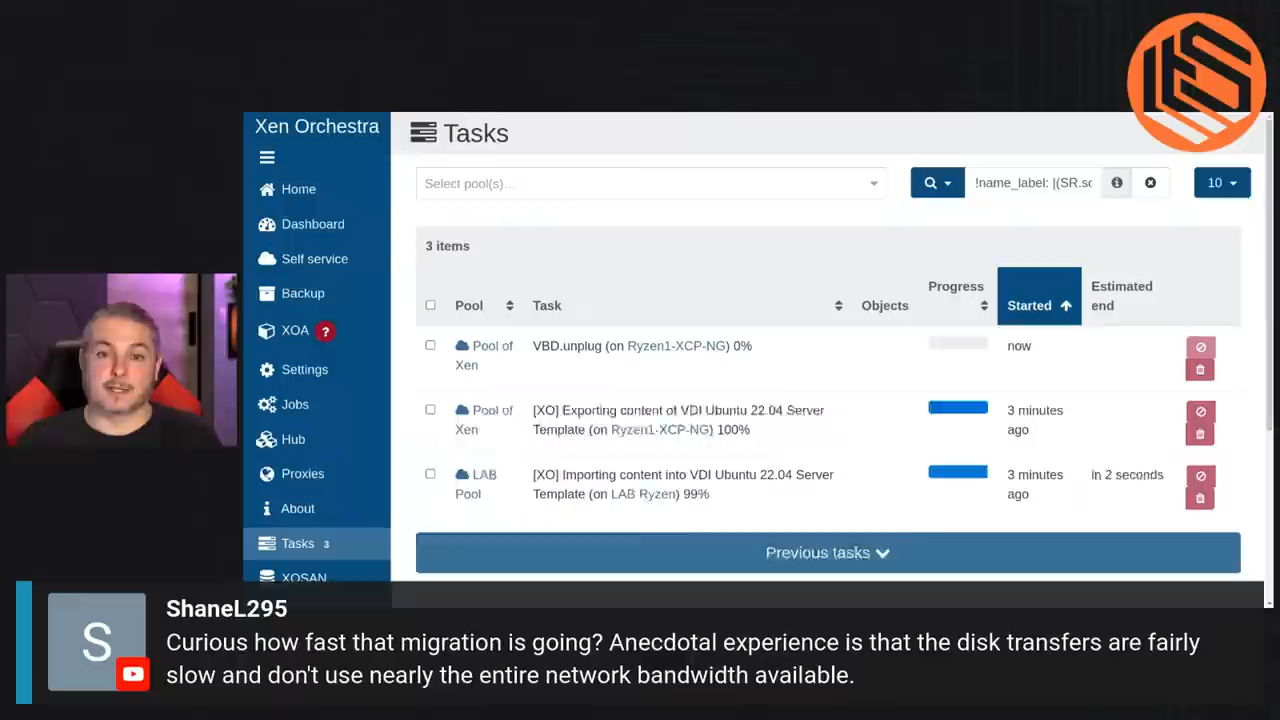 Xen Orchestra
Home
Dashboard
Self service
Backup
XOA ?
Settings
Jobs
Hub
Proxies
About
Tasks 3
XOSAN
Tasks
Select pool(s)...
!name_label: |(SR.sc
10
3 items
Pool
Task
Objects
Progress
Started
Estimated
end
Pool of
Xen
VBD.unplug (on Ryzen1-XCP-NG) 0%
now
Pool of
Xen
[XO] Exporting content of VDI Ubuntu 22.04 Server
Template (on Ryzen1-XCP-NG) 100%
3 minutes
ago
LAB
Pool
[XO] Importing content into VDI Ubuntu 22.04 Server
Template (on LAB Ryzen) 99%
3 minutes
ago
in 2 seconds
Previous tasks
S
ShaneL295
Curious how fast that migration is going? Anecdotal experience is that the disk transfers are fairly
slow and don't use nearly the entire network bandwidth available.